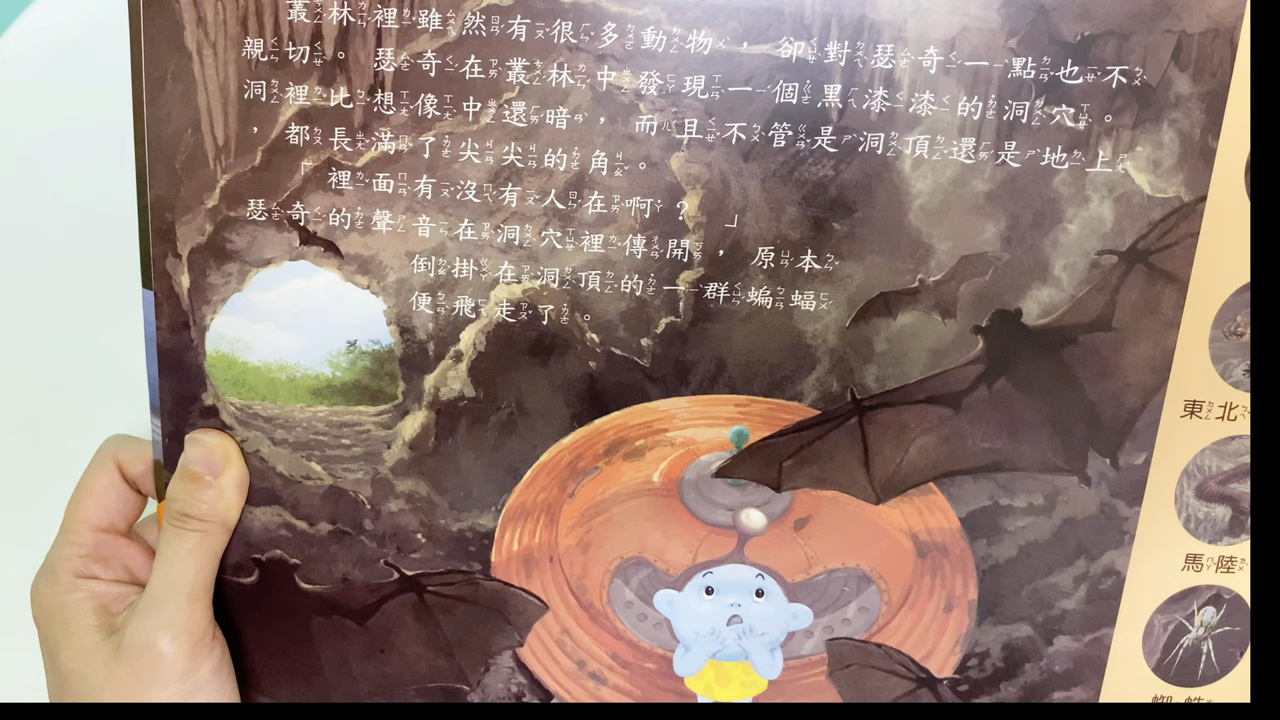 叢林裡雖然有很多動物，卻對瑟奇一點也不
親切。瑟奇在叢林中發現一個黑漆漆的洞穴。
洞裡比想像中還暗，而且不管是洞頂還是地上
，都長滿了尖尖的角。
「裡面有沒有人在啊？」
瑟奇的聲音在洞穴裡傳開，原本
倒掛在洞頂的一群蝙蝠
便飛走了。
東北
馬陸